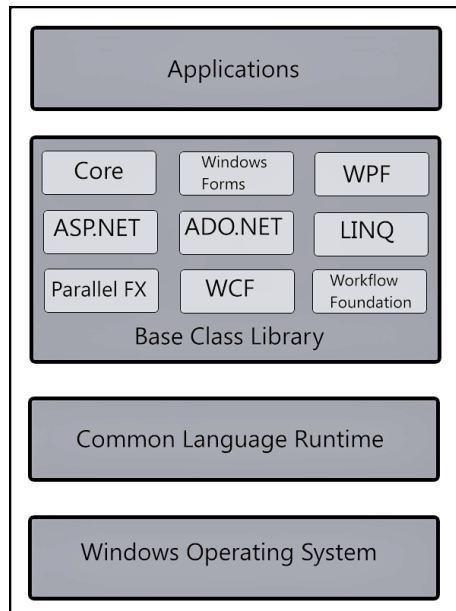 Applications
Core
Windows
Forms
WPF
ASP.NET
ADO.NET
LINQ
Parallel FX
WCF
Workflow
Foundation
Base Class Library
Common Language Runtime
Windows Operating System